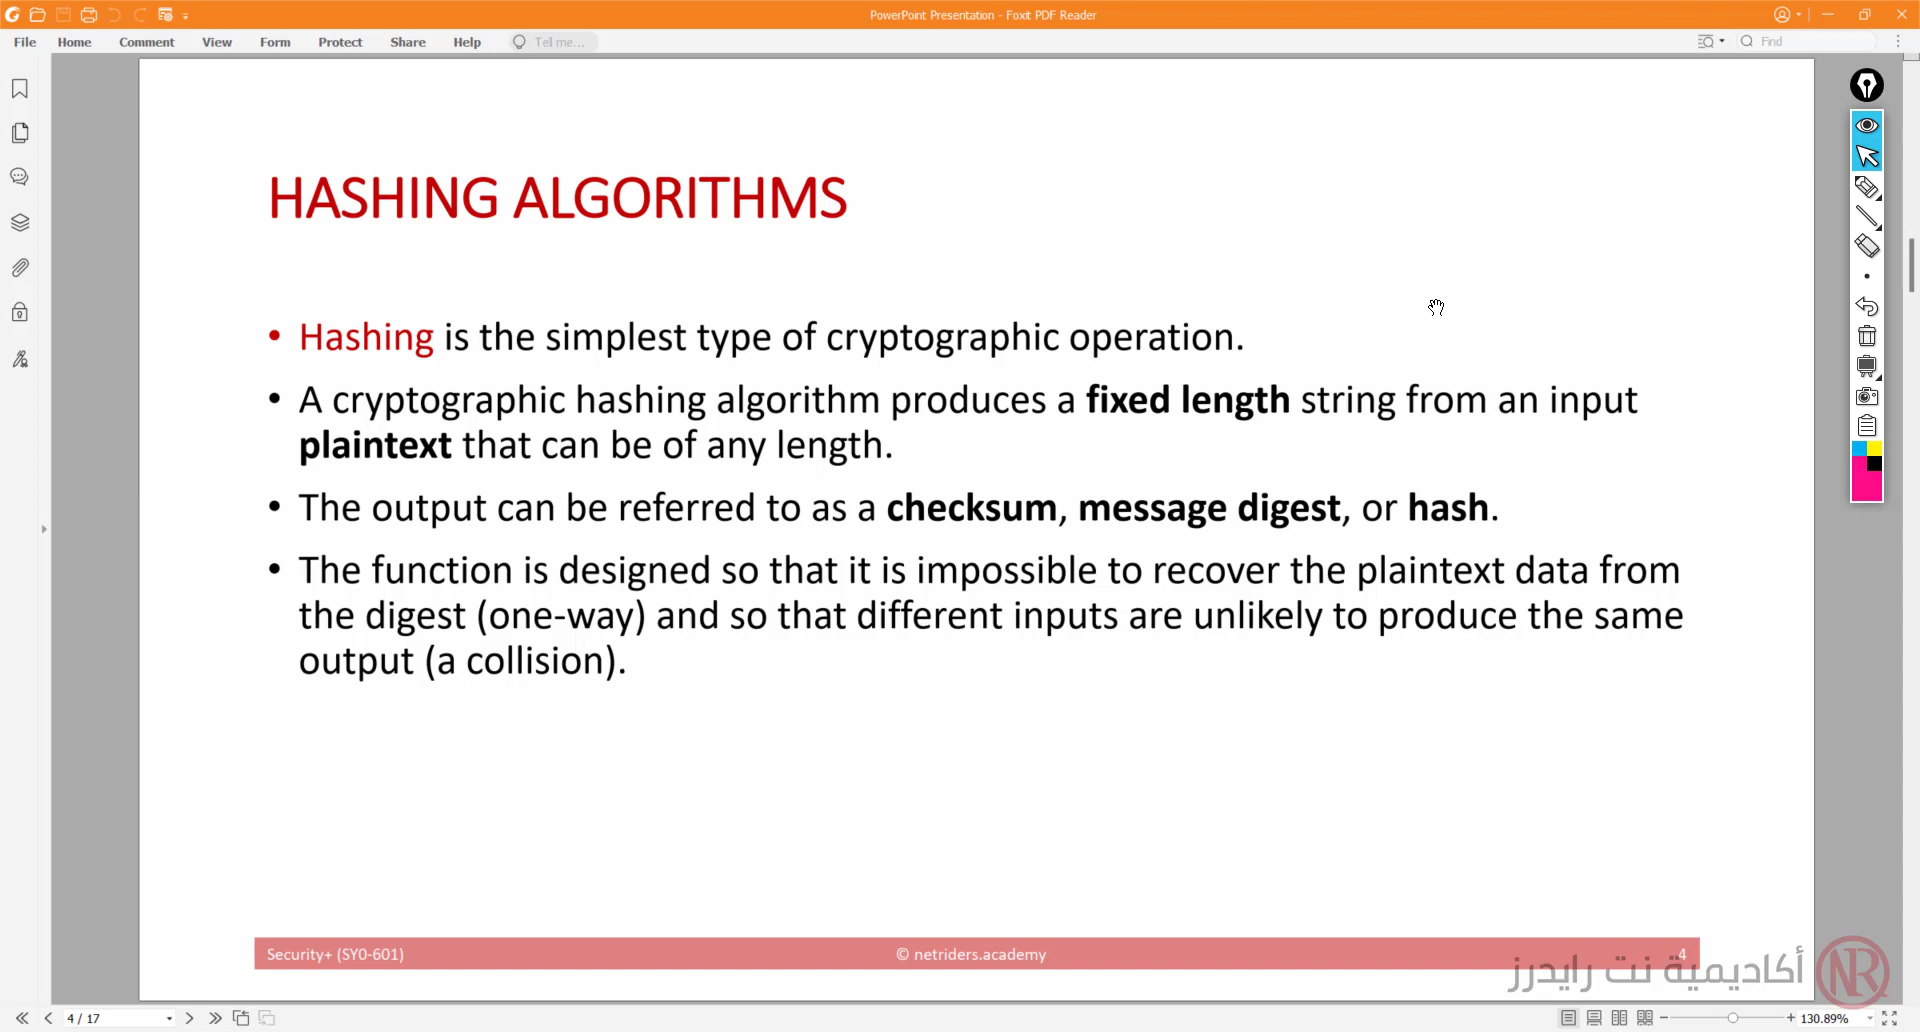 PowerPoint Presentation - Foxit PDF Reader
File Home Comment View Form Protect Share Help Tell me... Find
HASHING ALGORITHMS
• Hashing is the simplest type of cryptographic operation.
• A cryptographic hashing algorithm produces a fixed length string from an input
plaintext that can be of any length.
• The output can be referred to as a checksum, message digest, or hash.
• The function is designed so that it is impossible to recover the plaintext data from
the digest (one-way) and so that different inputs are unlikely to produce the same
output (a collision).
Security+ (SY0-601) © netriders.academy 4
أكاديمية نت رايدرز NR
4 / 17 130.89%